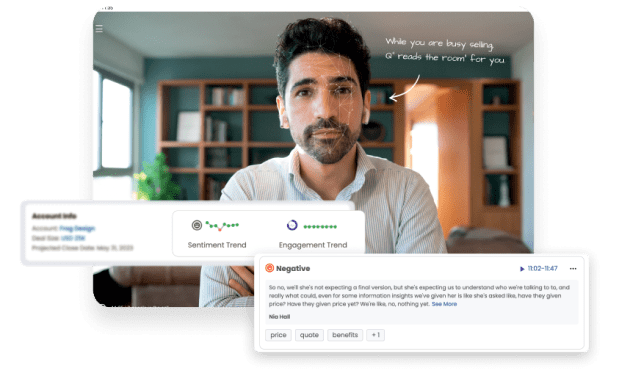 While you are busy selling,
Q* reads the room* for you
Account Info
Account: Frog Design
Deal Size: USD 25K
Projected Close Date: May 31, 2023
Sentiment Trend
Engagement Trend
Negative
11:02-11:47
So no, we'll she's not expecting a final version, but she's expecting us to understand who we're talking to to, and
really what could, even for some information insights we've given her is like she's asked like, have they given
price? Have they given price yet? We're like, no, nothing yet. See More
Nia Hall
price
quote
benefits
+ 1